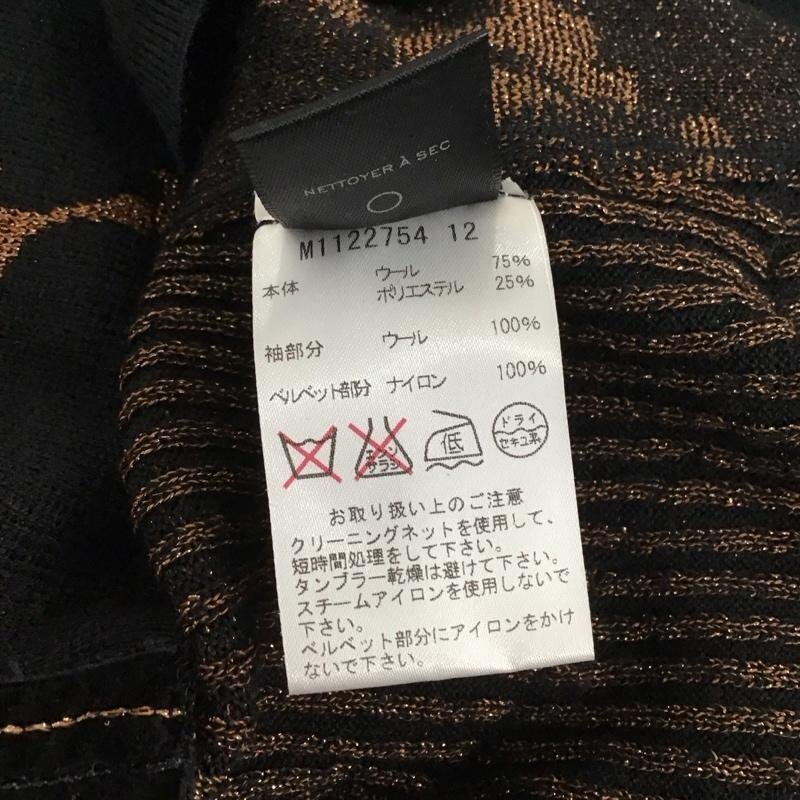 NETTOYER À SEC
M1122754 12
本体 ウール 75%
ポリエステル 25%
袖部分 ウール 100%
ベルベット部分 ナイロン 100%
エンソ サラシ 低 ドライ セキユ系
お取り扱い上のご注意
クリーニングネットを使用して、
短時間処理をして下さい。
タンブラー乾燥は避けて下さい。
スチームアイロンを使用しないで
下さい。
ベルベット部分にアイロンをかけ
ないで下さい。